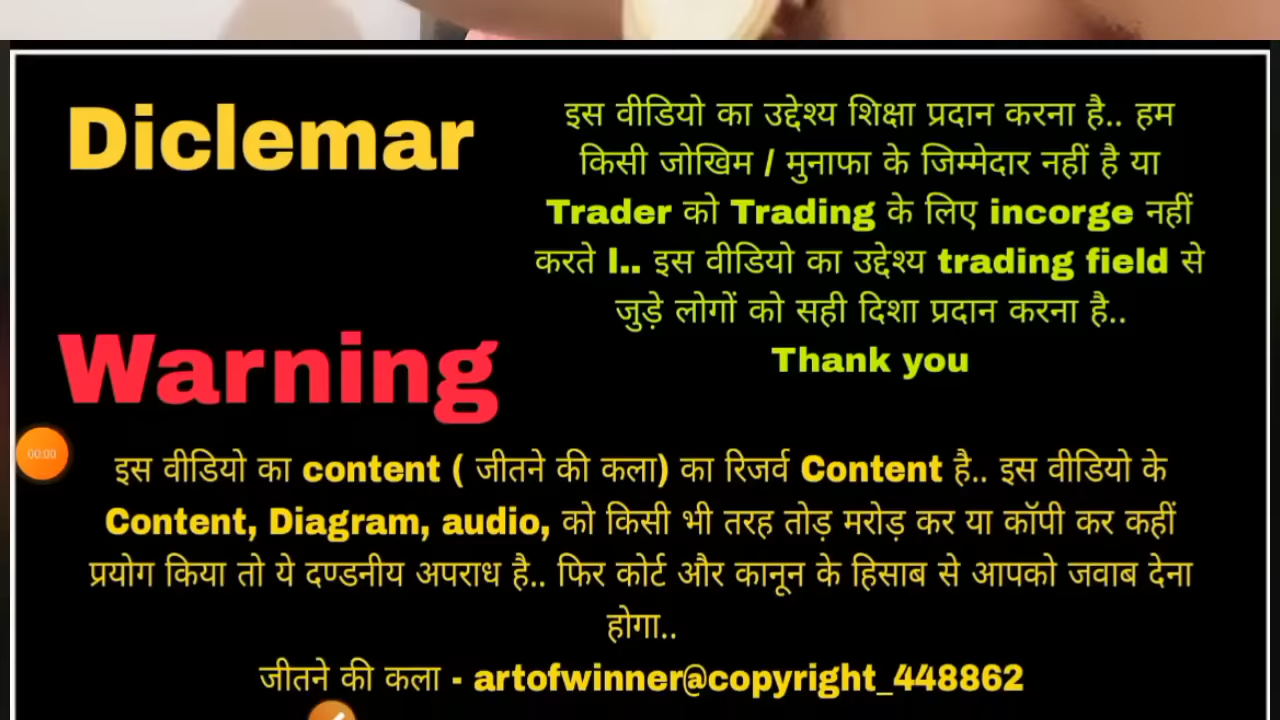 Diclemar
इस वीडियो का उद्देश्य शिक्षा प्रदान करना है.. हम
किसी जोखिम / मुनाफा के जिम्मेदार नहीं है या
Trader को Trading के लिए incorge नहीं
करते l.. इस वीडियो का उद्देश्य trading field से
जुड़े लोगों को सही दिशा प्रदान करना है..
Thank you
Warning
00:00
इस वीडियो का content ( जीतने की कला) का रिजर्व Content है.. इस वीडियो के
Content, Diagram, audio, को किसी भी तरह तोड़ मरोड़ कर या कॉपी कर कहीं
प्रयोग किया तो ये दण्डनीय अपराध है.. फिर कोर्ट और कानून के हिसाब से आपको जवाब देना
होगा..
जीतने की कला - artofwinner@copyright_448862